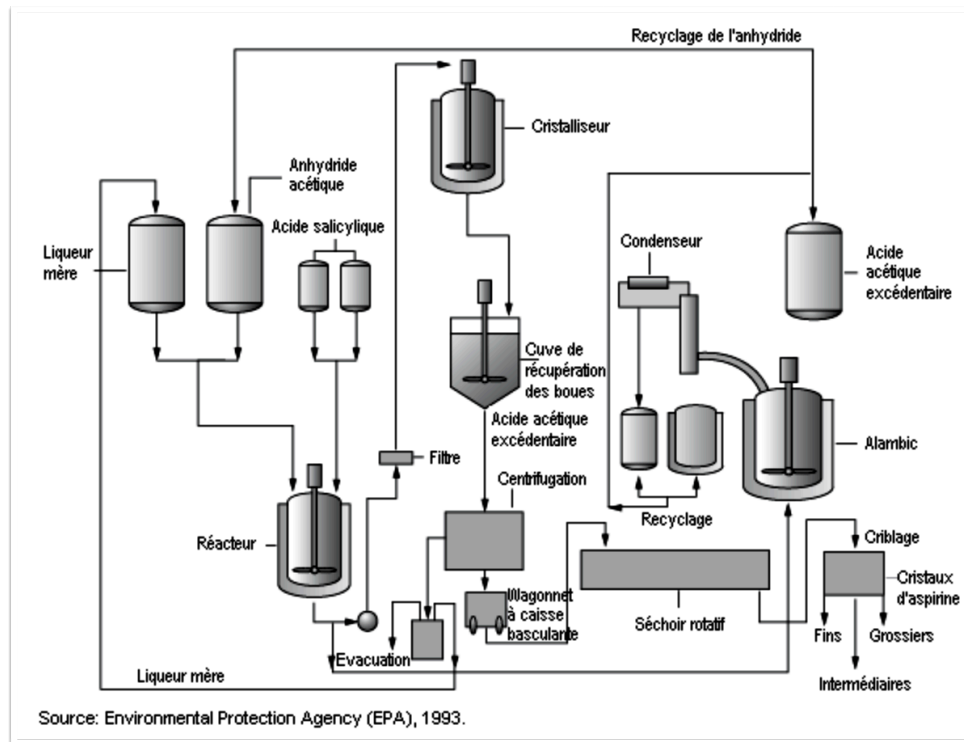 Recyclage de l'anhydride
Cristalliseur
Anhydride
acétique
Acide salicylique
Liqueur
mère
Condenseur
Acide
acétique
excédentaire
Cuve de
récupération
des boues
Acide acétique
excédentaire
Alambic
Filtre
Centrifugation
Recyclage
Réacteur
Criblage
Cristaux
d'aspirine
Wagonnet
à caisse
basculante
Séchoir rotatif
Fins
Grossiers
Evacuation
Liqueur mère
Intermédiaires
Source: Environmental Protection Agency (EPA), 1993.